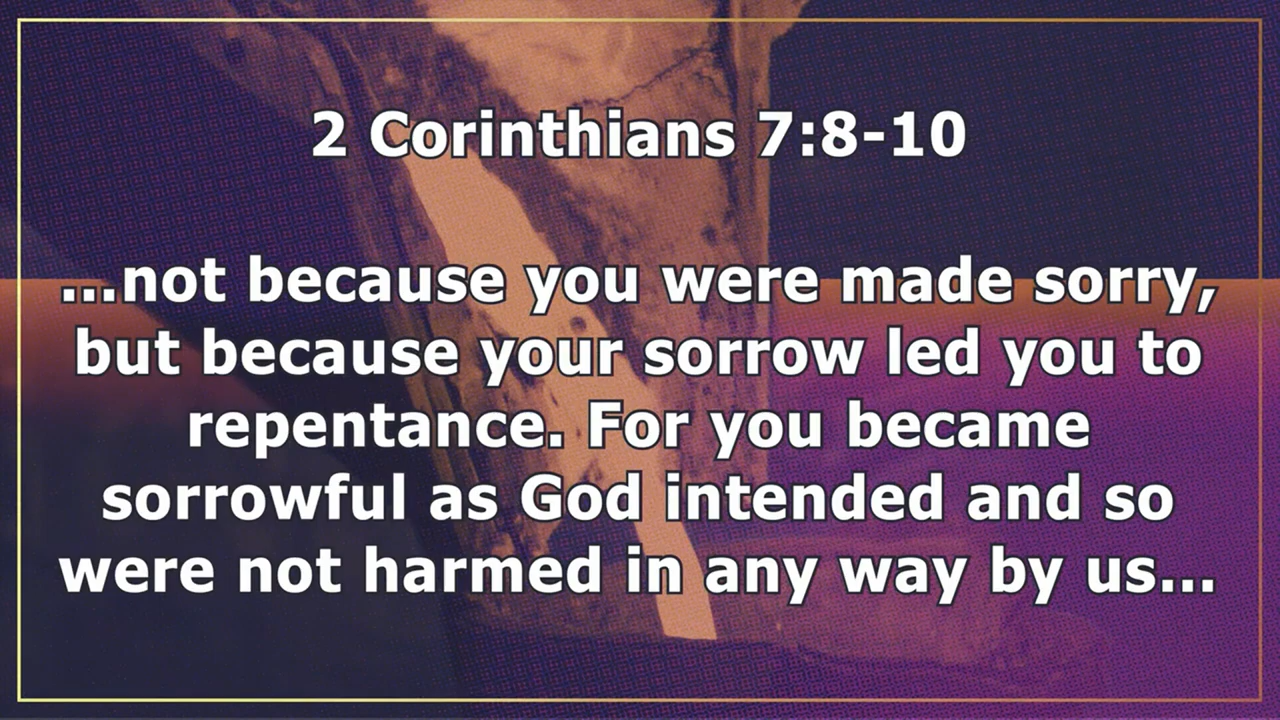 2 Corinthians 7:8-10
...not because you were made sorry,
but because your sorrow led you to
repentance. For you became
sorrowful as God intended and so
were not harmed in any way by us...